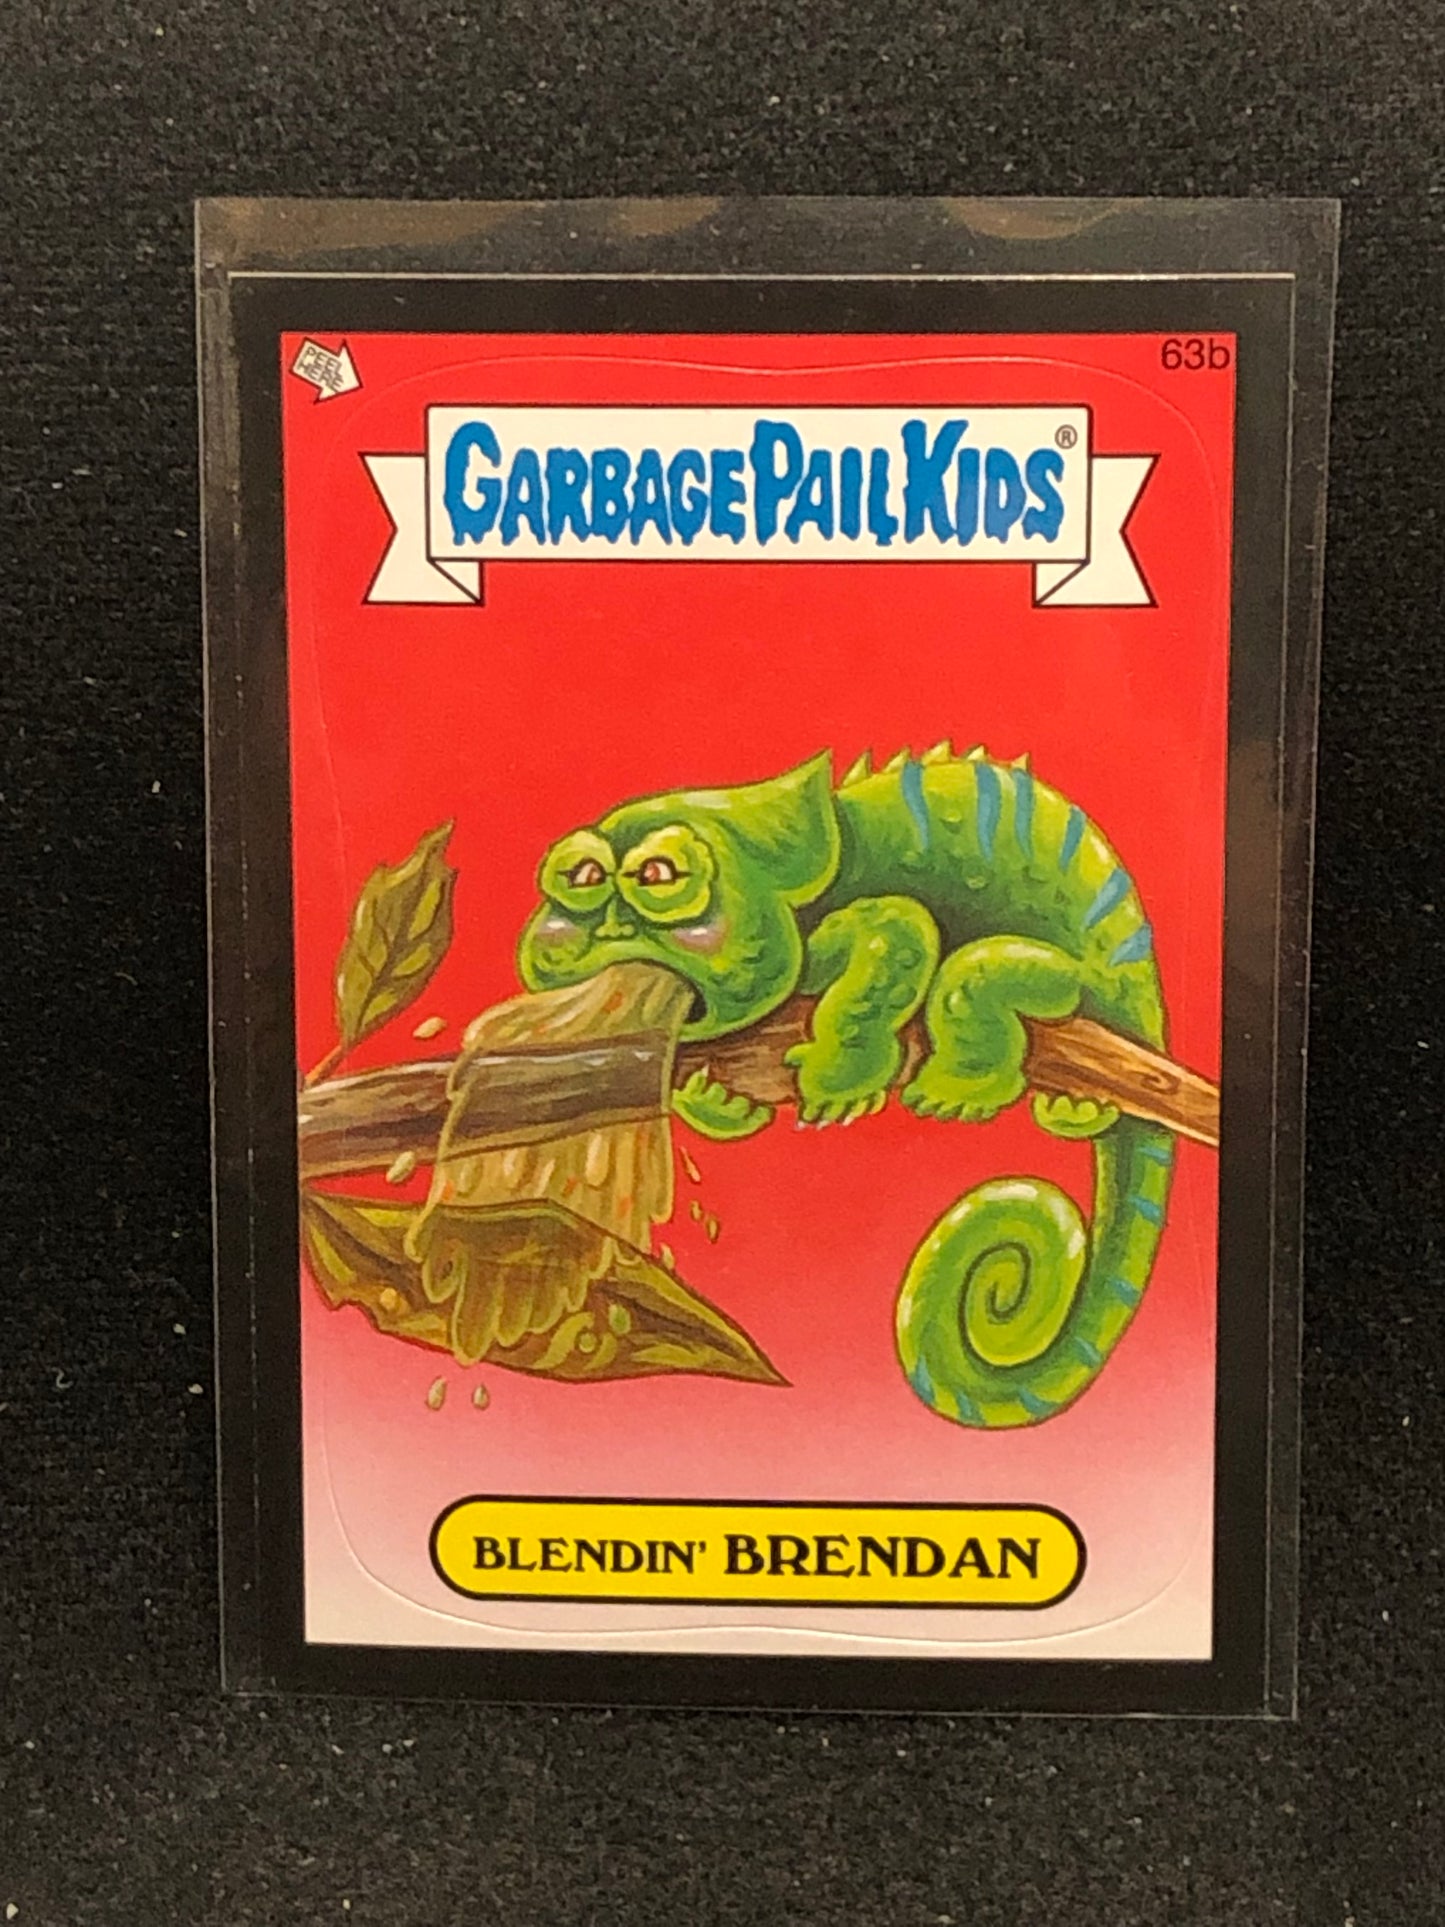 PEEL
HERE
63b
GARBAGE PAIL KIDS®
BLENDIN' BRENDAN